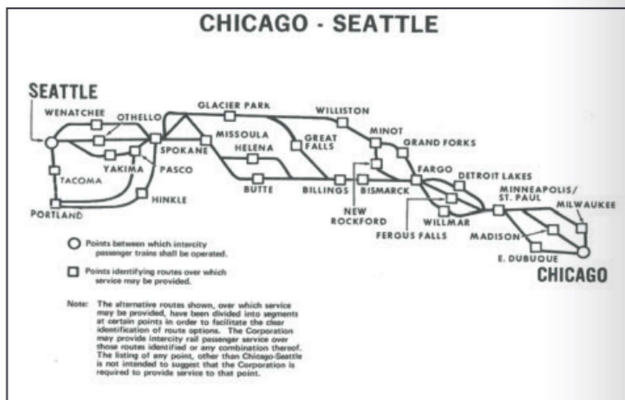 CHICAGO - SEATTLE
SEATTLE
WENATCHEE
OTHELLO
GLACIER PARK
WILLISTON
MINOT
GRAND FORKS
SPOKANE
MISSOULA
HELENA
GREAT
FALLS
YAKIMA
PASCO
TACOMA
PORTLAND
HINKLE
BUTTE
BILLINGS
BISMARCK
FARGO
DETROIT LAKES
MINNEAPOLIS/
ST. PAUL
MILWAUKEE
NEW
ROCKFORD
WILLMAR
FERGUS FALLS
MADISON
E. DUBUQUE
CHICAGO
Points between which intercity
passenger trains shall be operated.
Points identifying routes over which
service may be provided.
Note: The alternative routes shown, over which service
may be provided, have been divided into segments
at certain points in order to facilitate the clear
identification of route options. The Corporation
may provide intercity rail passenger service over
those routes identified or any combination thereof.
The listing of any point, other than Chicago-Seattle
is not intended to suggest that the Corporation is
required to provide service to that point.